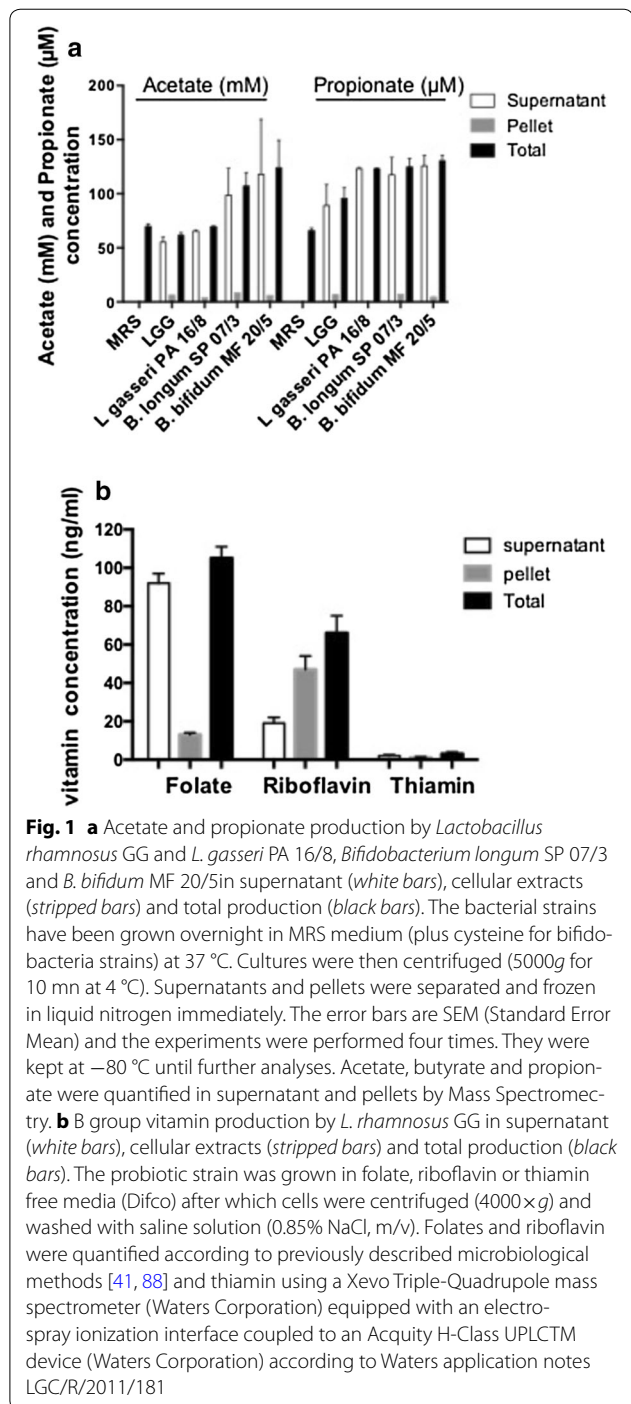 a
Acetate (mM)
Propionate (µM)
Acetate (mM) and Propionate (µM)
concentration
200
150
100
50
0
Supernatant
Pellet
Total
MRS
LGG
L gasseri PA 16/8
B. longum SP 07/3
B. bifidum MF 20/5
MRS
LGG
L gasseri PA 16/8
B. longum SP 07/3
B. bifidum MF 20/5
b
vitamin concentration (ng/ml)
120
100
80
60
40
20
0
supernatant
pellet
Total
Folate
Riboflavin
Thiamin
Fig. 1 a Acetate and propionate production by Lactobacillus
rhamnosus GG and L. gasseri PA 16/8, Bifidobacterium longum SP 07/3
and B. bifidum MF 20/5in supernatant (white bars), cellular extracts
(stripped bars) and total production (black bars). The bacterial strains
have been grown overnight in MRS medium (plus cysteine for bifido-
bacteria strains) at 37 °C. Cultures were then centrifuged (5000g for
10 mn at 4 °C). Supernatants and pellets were separated and frozen
in liquid nitrogen immediately. The error bars are SEM (Standard Error
Mean) and the experiments were performed four times. They were
kept at −80 °C until further analyses. Acetate, butyrate and propion-
ate were quantified in supernatant and pellets by Mass Spectromec-
try. b B group vitamin production by L. rhamnosus GG in supernatant
(white bars), cellular extracts (stripped bars) and total production (black
bars). The probiotic strain was grown in folate, riboflavin or thiamin
free media (Difco) after which cells were centrifuged (4000×g) and
washed with saline solution (0.85% NaCl, m/v). Folates and riboflavin
were quantified according to previously described microbiological
methods [41, 88] and thiamin using a Xevo Triple-Quadrupole mass
spectrometer (Waters Corporation) equipped with an electro-
spray ionization interface coupled to an Acquity H-Class UPLCTM
device (Waters Corporation) according to Waters application notes
LGC/R/2011/181